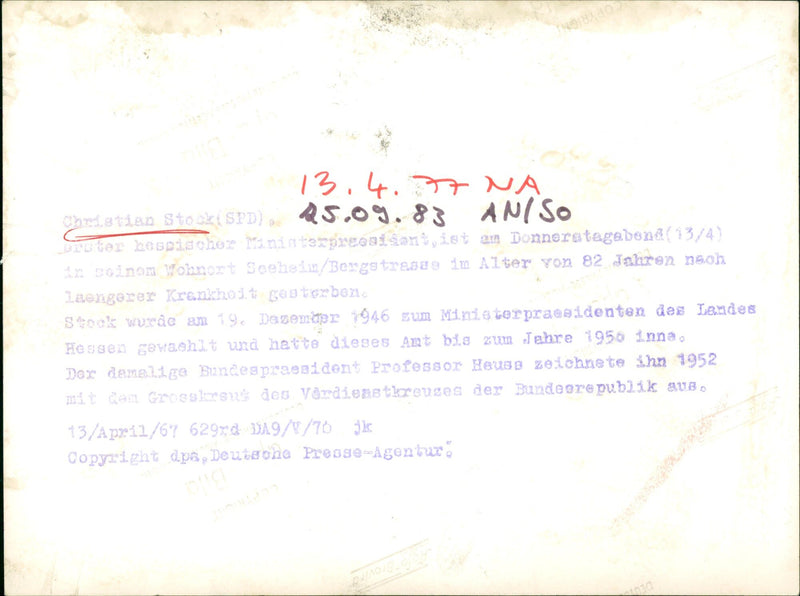 13.4.77 NA
25.09.83 AN/SO
Christian Stock(SPD).
erster hessischer Ministerpraesident,ist am Donnerstagabend(13/4)
in seinem Wohnort Seeheim/Bergstrasse im Alter von 82 Jahren nach
laengerer Krankheit gestorben.
Stock wurde am 19. Dezember 1946 zum Ministerpraesidenten des Landes
Hessen gewaehlt und hatte dieses Amt bis zum Jahre 1950 inne.
Der damalige Bundespraesident Professor Heuss zeichnete ihn 1952
mit dem Grosskreuz des Verdienstkreuzes der Bundesrepublik aus.
13/April/67 629rd DA9/V/70 jk
Copyright dpa,Deutsche Presse-Agentur.